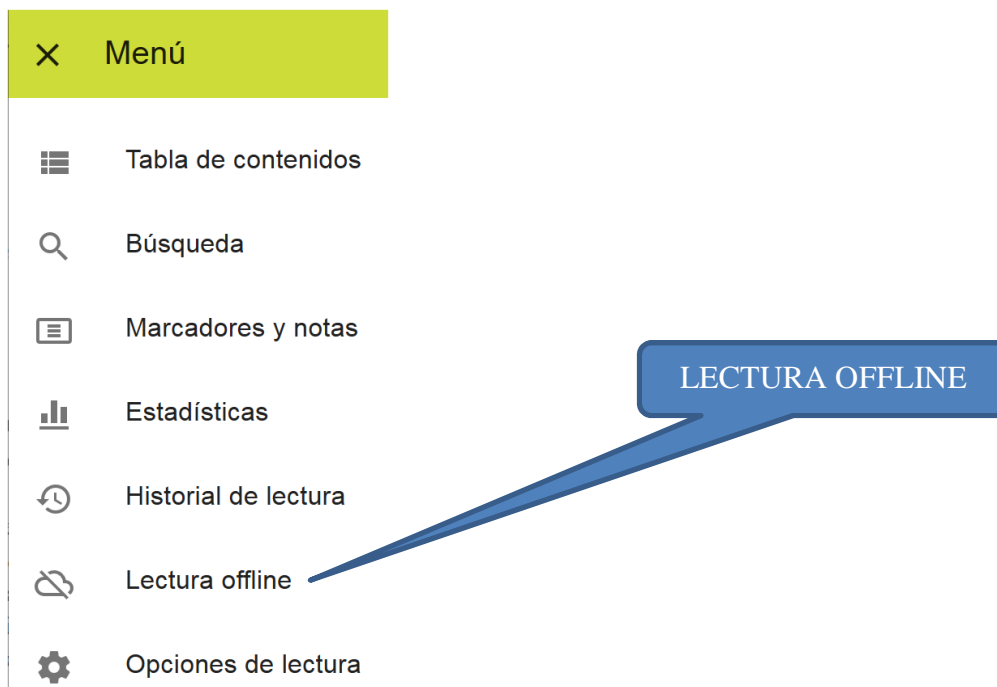 Menú
Tabla de contenidos
Búsqueda
Marcadores y notas
LECTURA OFFLINE
Estadísticas
Historial de lectura
Lectura offline
Opciones de lectura